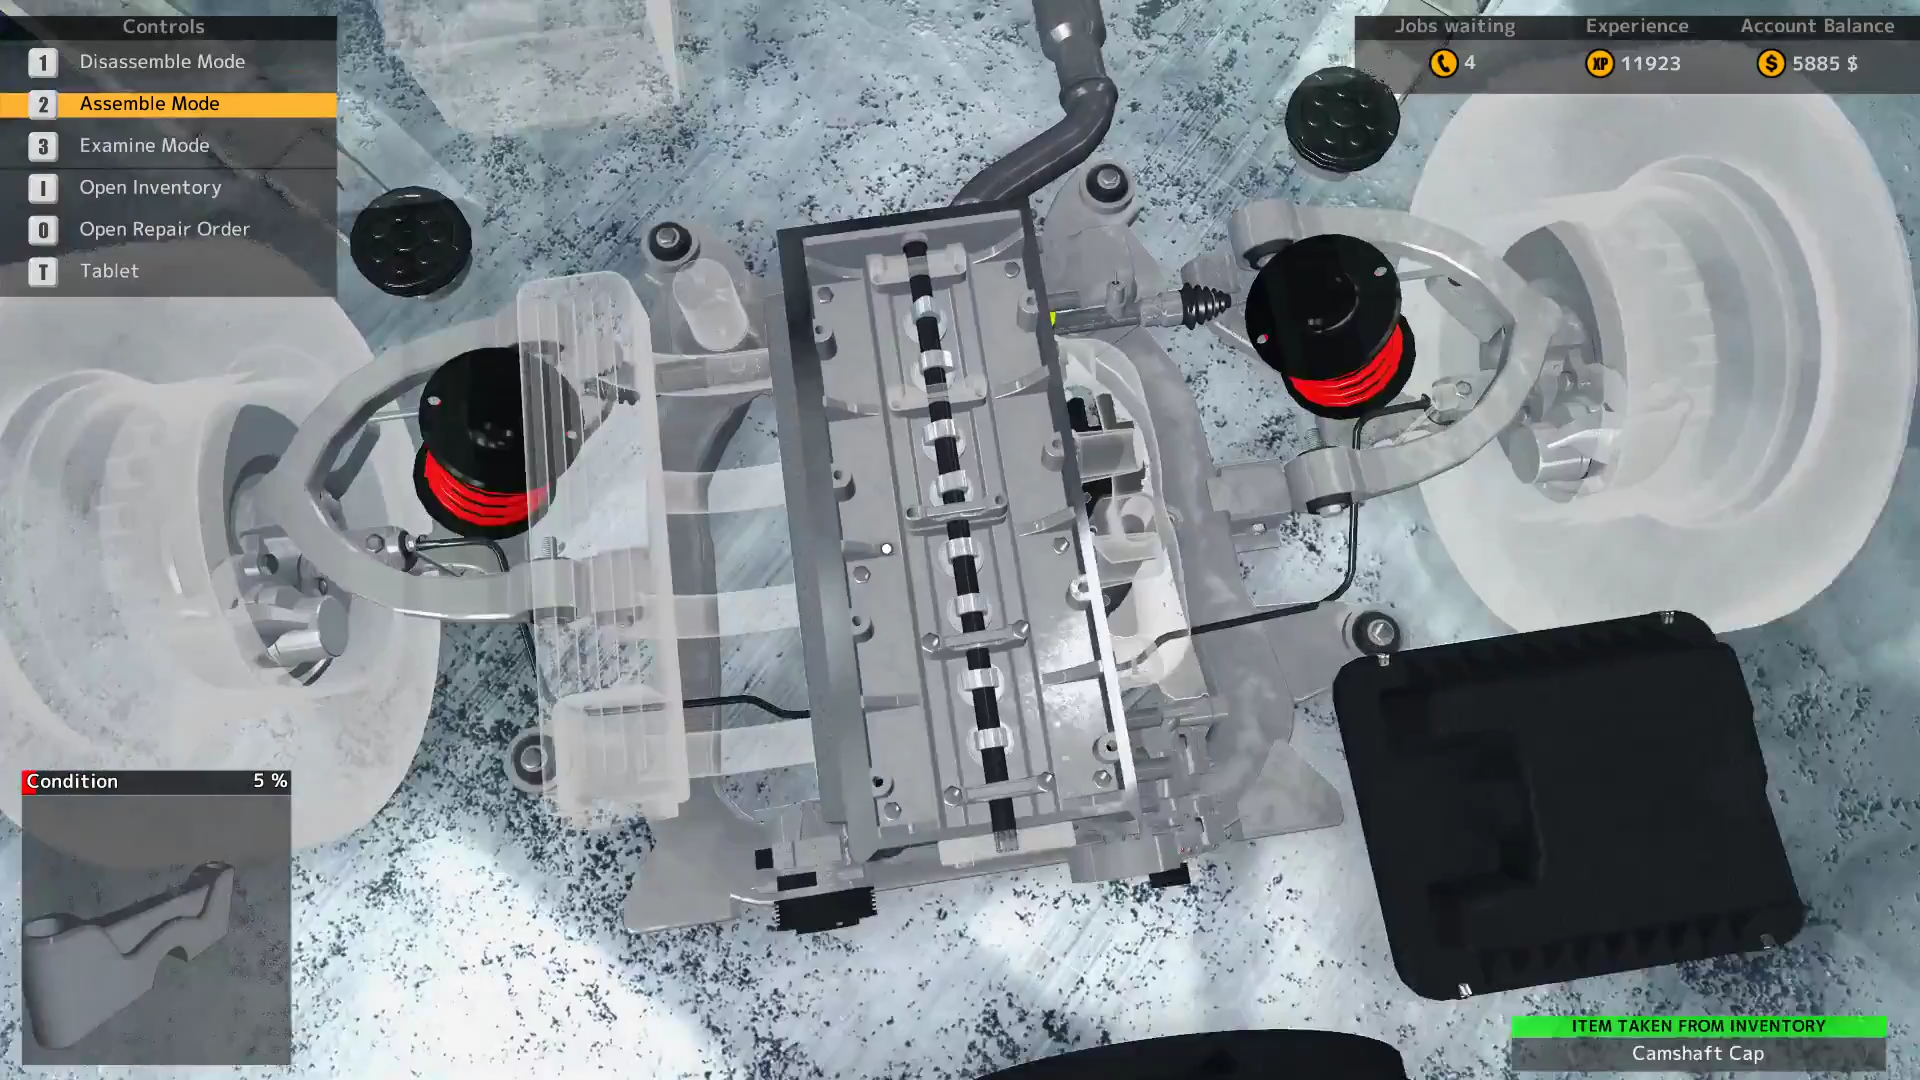 Controls
1 Disassemble Mode
2 Assemble Mode
3 Examine Mode
I Open Inventory
O Open Repair Order
T Tablet
Jobs waiting Experience Account Balance
4 XP 11923 $ 5885 $
Condition 5 %
ITEM TAKEN FROM INVENTORY
Camshaft Cap